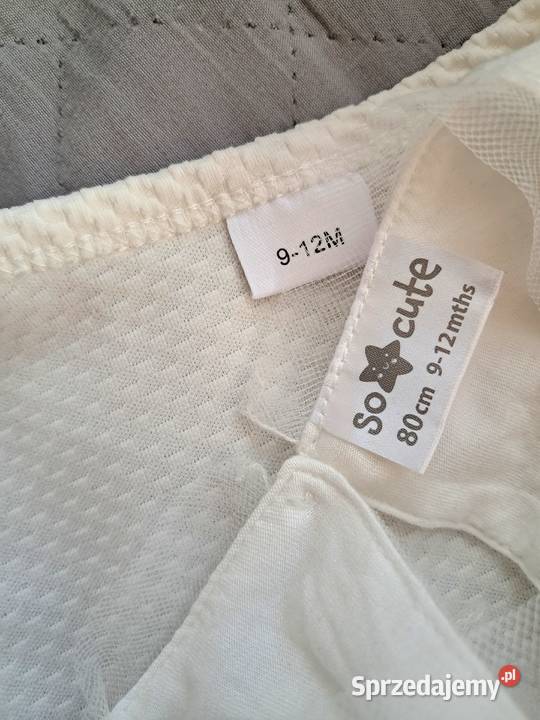 9-12M
so cute
80cm 9-12mths
Sprzedajemy.pl